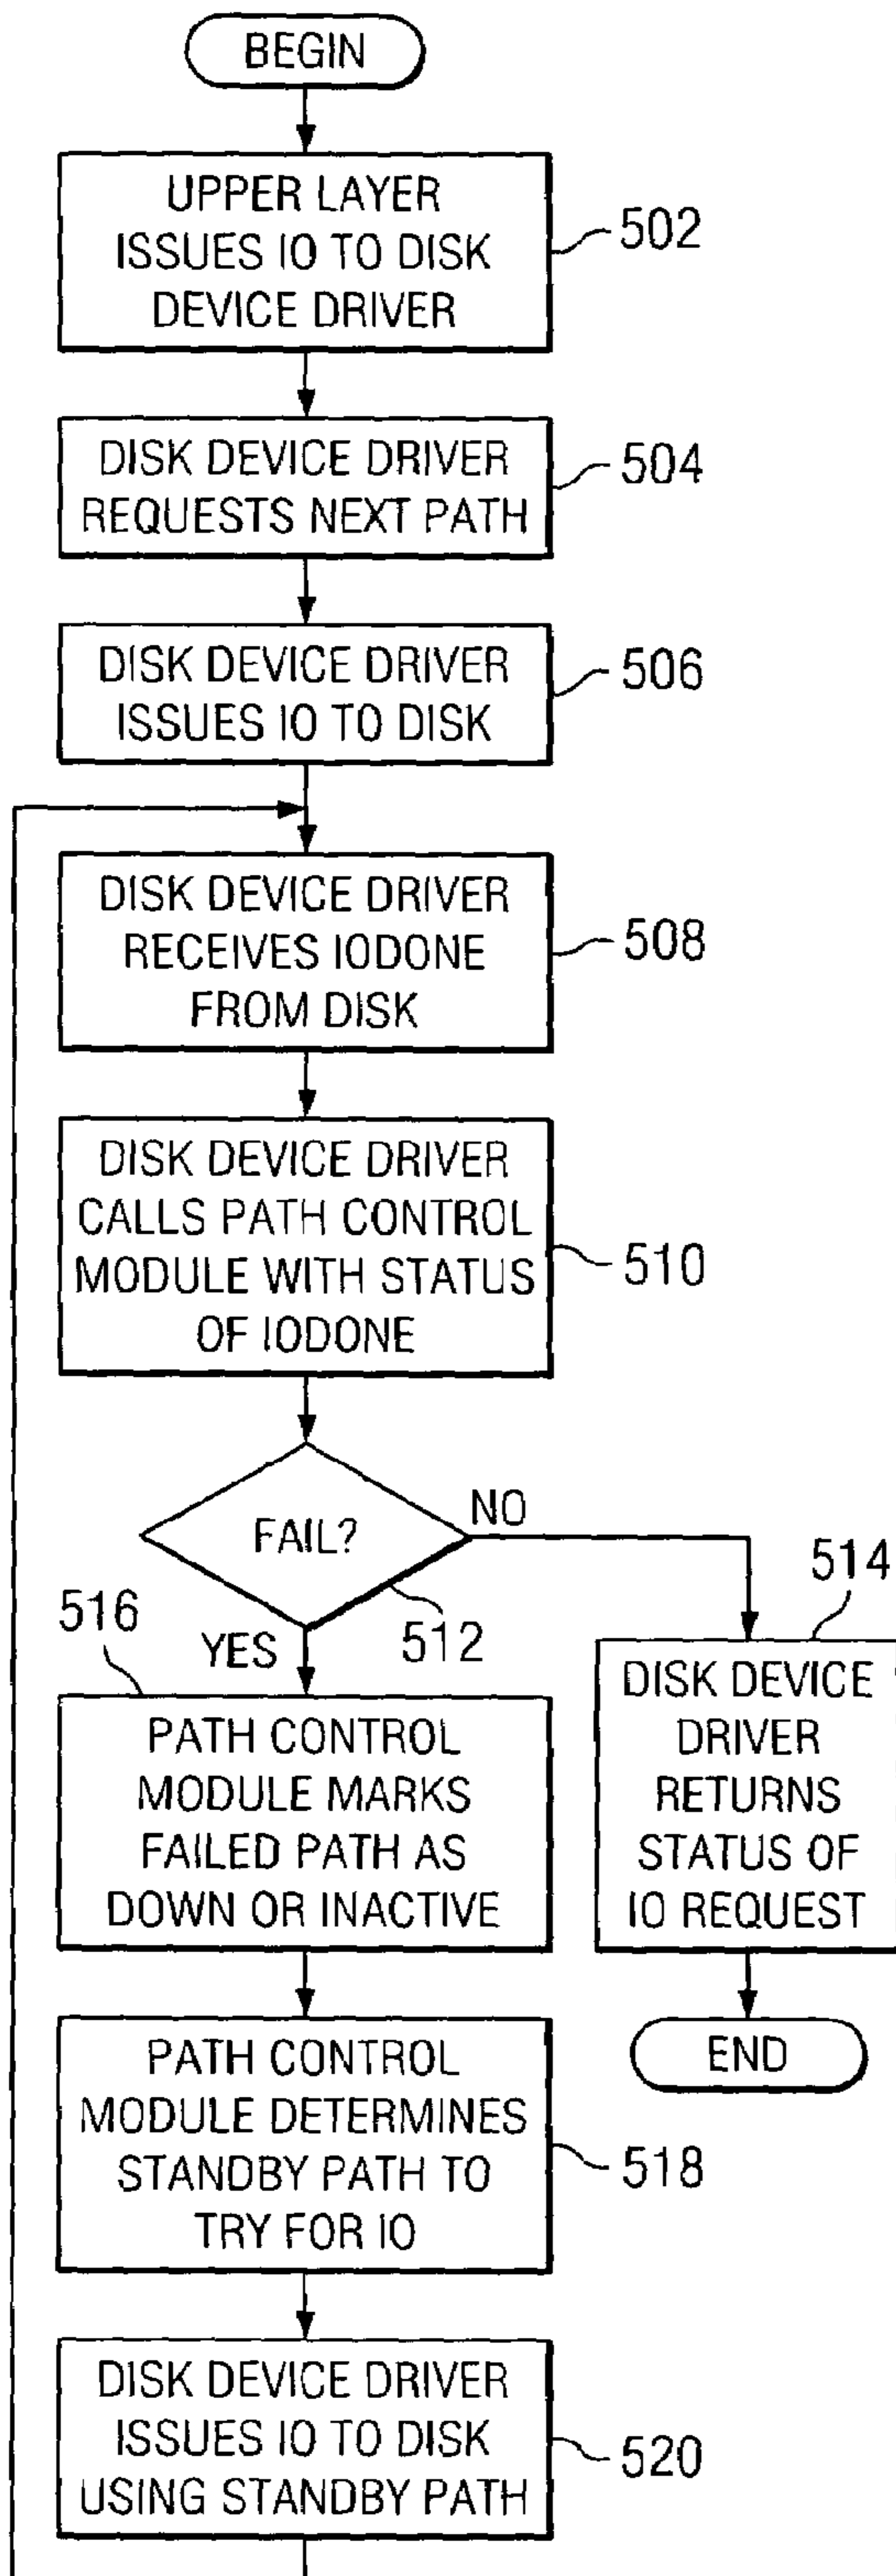 BEGIN
UPPER LAYER
ISSUES IO TO DISK
DEVICE DRIVER
502
DISK DEVICE DRIVER
REQUESTS NEXT PATH
504
DISK DEVICE DRIVER
ISSUES IO TO DISK
506
DISK DEVICE DRIVER
RECEIVES IODONE
FROM DISK
508
DISK DEVICE DRIVER
CALLS PATH CONTROL
MODULE WITH STATUS
OF IODONE
510
FAIL?
NO
512
YES
514
DISK DEVICE
DRIVER
RETURNS
STATUS OF
IO REQUEST
END
516
PATH CONTROL
MODULE MARKS
FAILED PATH AS
DOWN OR INACTIVE
PATH CONTROL
MODULE DETERMINES
STANDBY PATH TO
TRY FOR IO
518
DISK DEVICE DRIVER
ISSUES IO TO DISK
USING STANDBY PATH
520